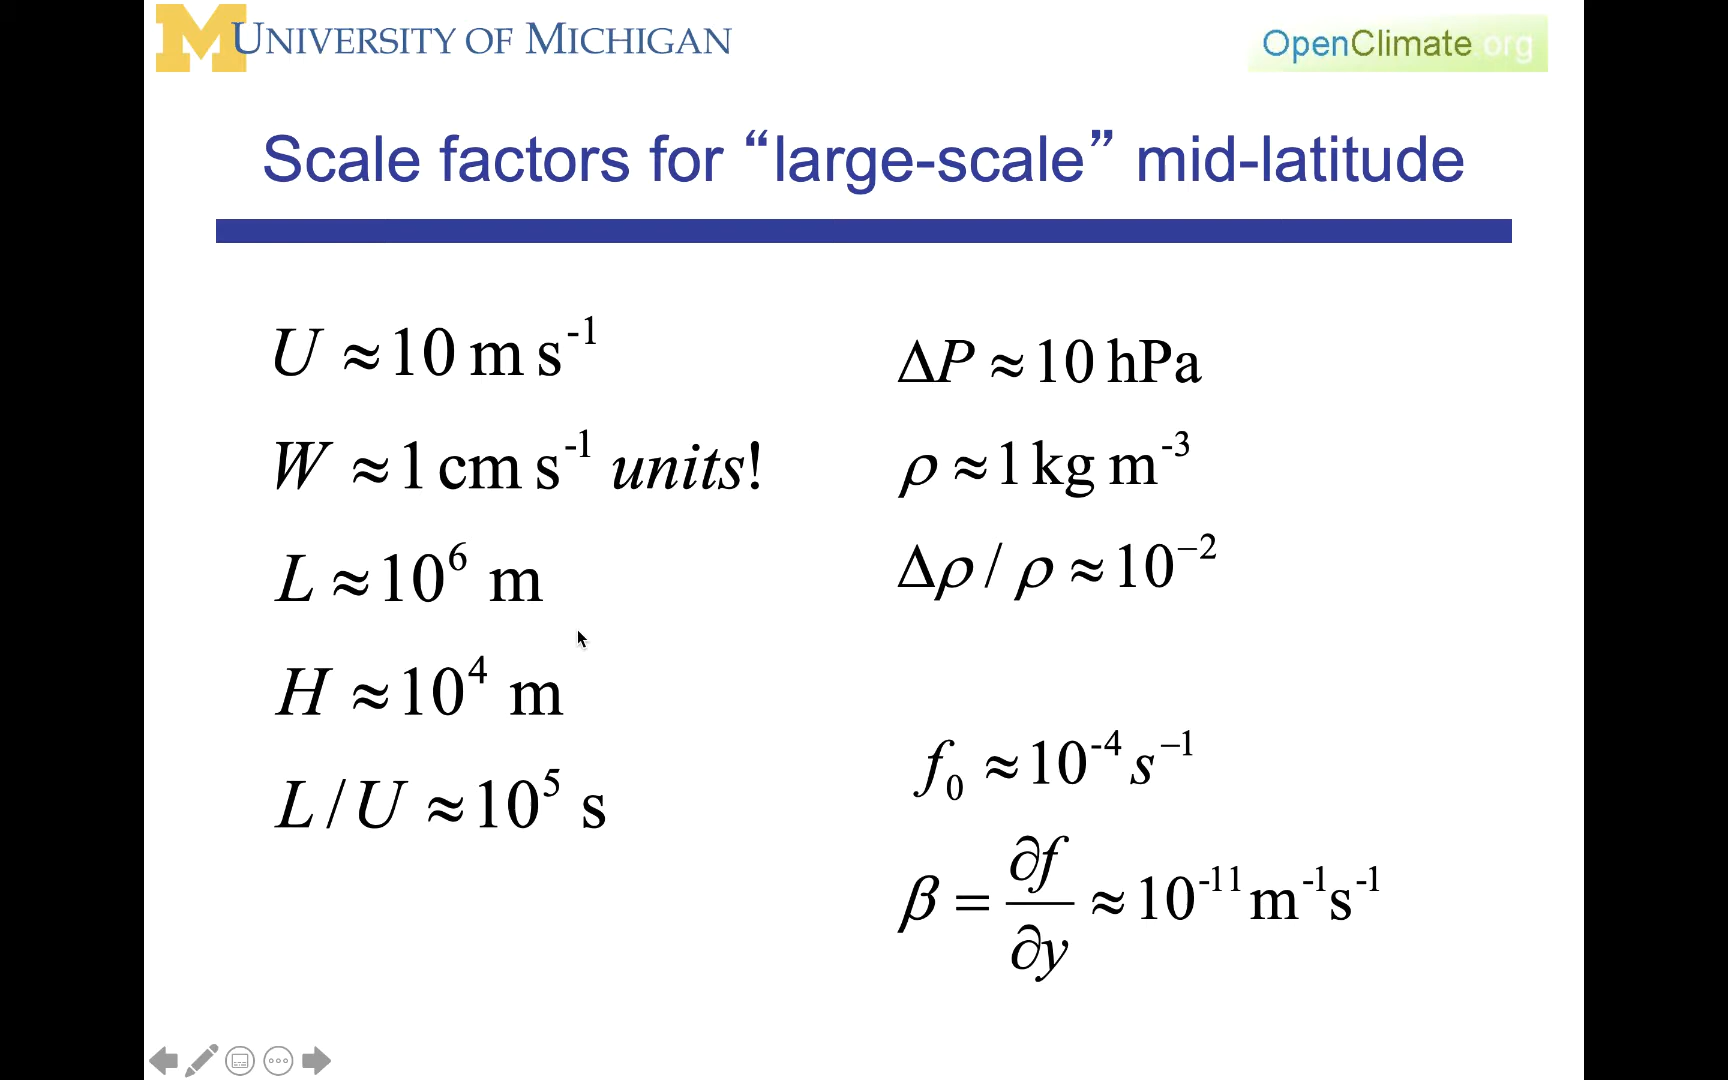 UNIVERSITY OF MICHIGAN
OpenClimate.org
Scale factors for “large-scale” mid-latitude
U ≈ 10 m s⁻¹
W ≈ 1 cm s⁻¹ units!
L ≈ 10⁶ m
H ≈ 10⁴ m
L / U ≈ 10⁵ s
ΔP ≈ 10 hPa
ρ ≈ 1 kg m⁻³
Δρ / ρ ≈ 10⁻²
f₀ ≈ 10⁻⁴ s⁻¹
β = ∂f/∂y ≈ 10⁻¹¹ m⁻¹s⁻¹